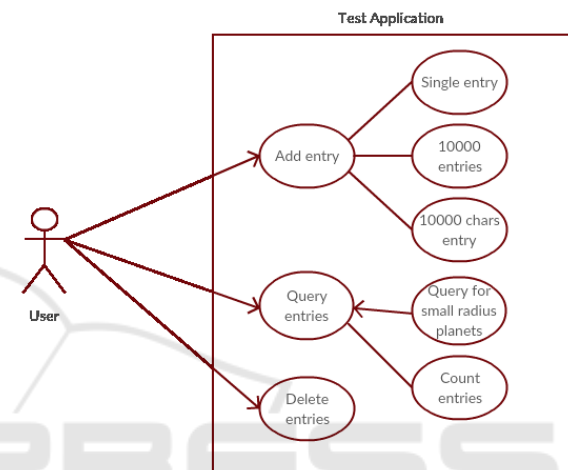 Test Application
Single entry
Add entry
10000
entries
10000 chars
entry
User
Query
entries
Query for
small radius
planets
Count
entries
Delete
entries
PRESS